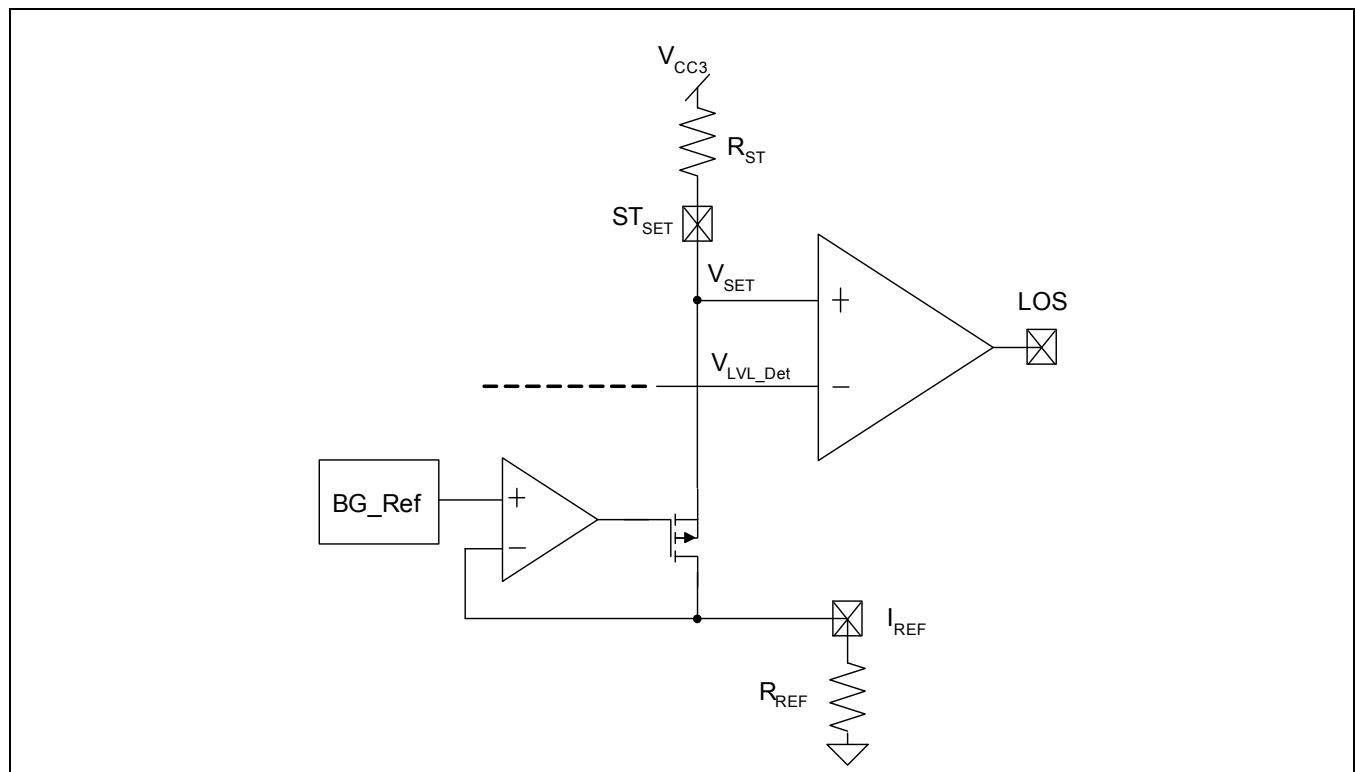 VCC3
RST
STSET
VSET
+
LOS
VLVL_Det
−
BG_Ref
+
−
IREF
RREF